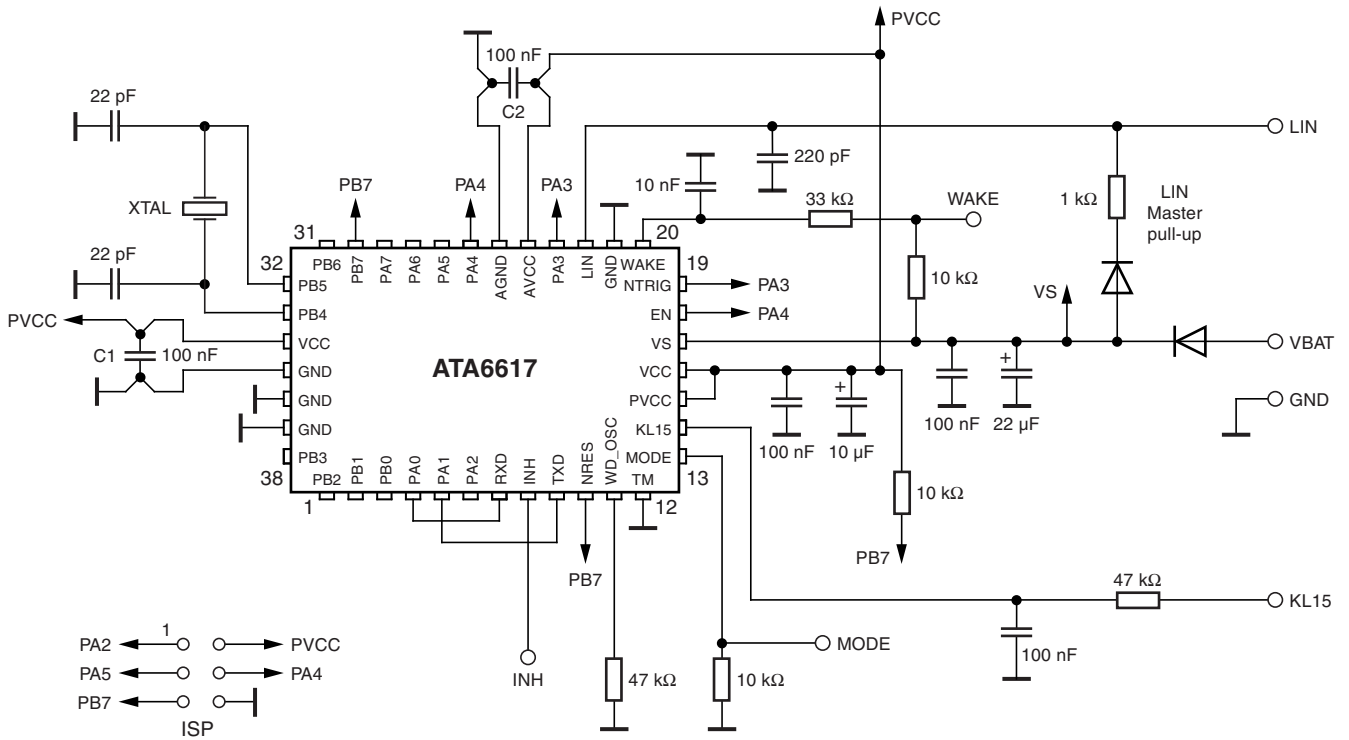 PVCC
100 nF
C2
22 pF
LIN
220 pF
10 nF
PB7
PA4
PA3
XTAL
33 kΩ
WAKE
1 kΩ
LIN
Master
pull-up
31
20
PB6
PB7
PA7
PA6
PA5
PA4
AGND
AVCC
PA3
LIN
GND
WAKE
22 pF
32
19
PB5
NTRIG
PA3
10 kΩ
PB4
EN
PA4
VS
PVCC
VCC
VS
VBAT
C1
100 nF
ATA6617
+
GND
VCC
GND
PVCC
+
GND
GND
KL15
100 nF
10 µF
100 nF
22 µF
PB3
MODE
38
13
PB2
PB1
PB0
PA0
PA1
PA2
RXD
INH
TXD
NRES
WD_OSC
TM
1
12
10 kΩ
PB7
PB7
47 kΩ
KL15
PA2
1
PVCC
MODE
100 nF
PA5
PA4
INH
47 kΩ
10 kΩ
PB7
ISP